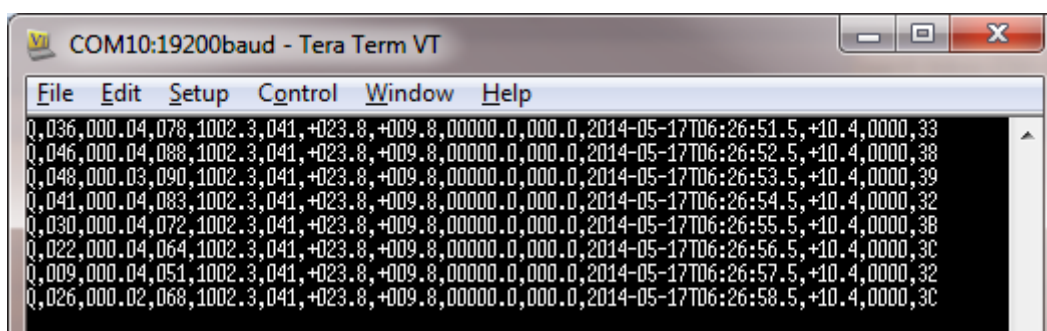 COM10:19200baud - Tera Term VT
File Edit Setup Control Window Help
Q,036,000.04,078,1002.3,041,+023.8,+009.8,00000.0,000.0,2014-05-17T06:26:51.5,+10.4,0000,33
Q,046,000.04,088,1002.3,041,+023.8,+009.8,00000.0,000.0,2014-05-17T06:26:52.5,+10.4,0000,38
Q,048,000.03,090,1002.3,041,+023.8,+009.8,00000.0,000.0,2014-05-17T06:26:53.5,+10.4,0000,39
Q,041,000.04,083,1002.3,041,+023.8,+009.8,00000.0,000.0,2014-05-17T06:26:54.5,+10.4,0000,32
Q,030,000.04,072,1002.3,041,+023.8,+009.8,00000.0,000.0,2014-05-17T06:26:55.5,+10.4,0000,3B
Q,022,000.04,064,1002.3,041,+023.8,+009.8,00000.0,000.0,2014-05-17T06:26:56.5,+10.4,0000,3C
Q,009,000.04,051,1002.3,041,+023.8,+009.8,00000.0,000.0,2014-05-17T06:26:57.5,+10.4,0000,32
Q,026,000.02,068,1002.3,041,+023.8,+009.8,00000.0,000.0,2014-05-17T06:26:58.5,+10.4,0000,3C